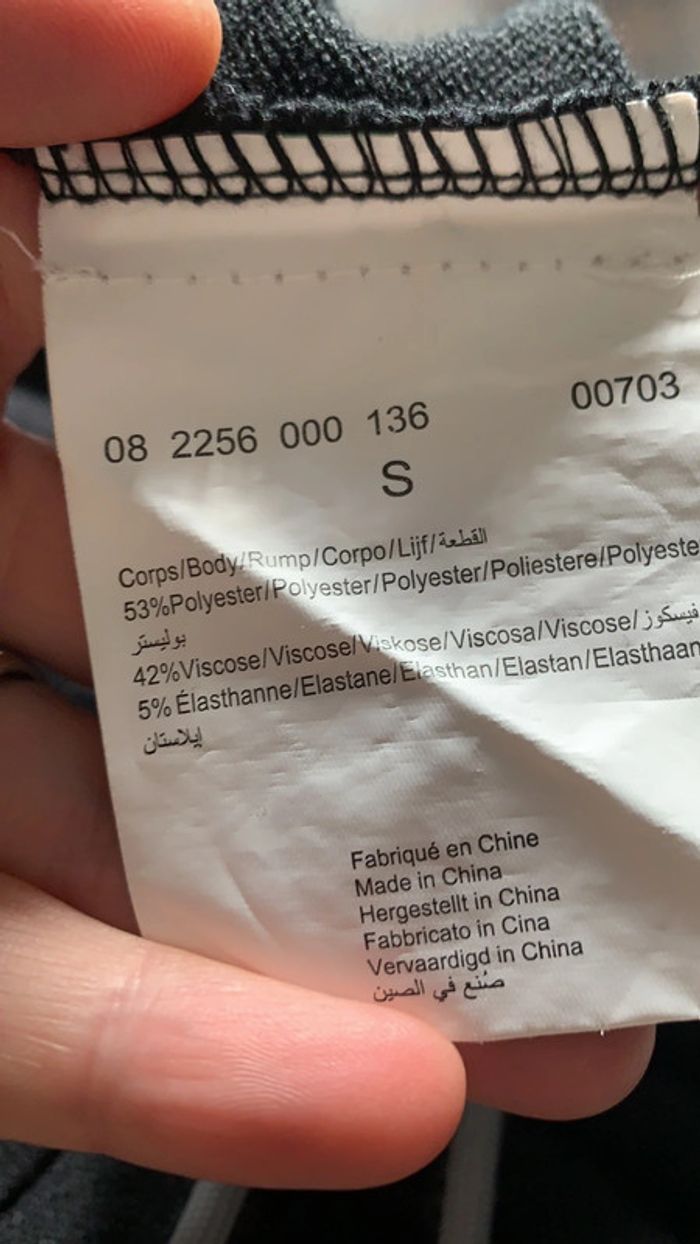 08 2256 000 136 00703
S
Corps/Body/Rump/Corpo/Lijf/القطعة
53%Polyester/Polyester/Polyester/Poliestere/Polyeste
بوليستر
42%Viscose/Viscose/Viskose/Viscosa/Viscose/فيسكوز
5% Élasthanne/Elastane/Elasthan/Elastan/Elasthaan
إيلاستان
Fabriqué en Chine
Made in China
Hergestellt in China
Fabbricato in Cina
Vervaardigd in China
صُنع في الصين